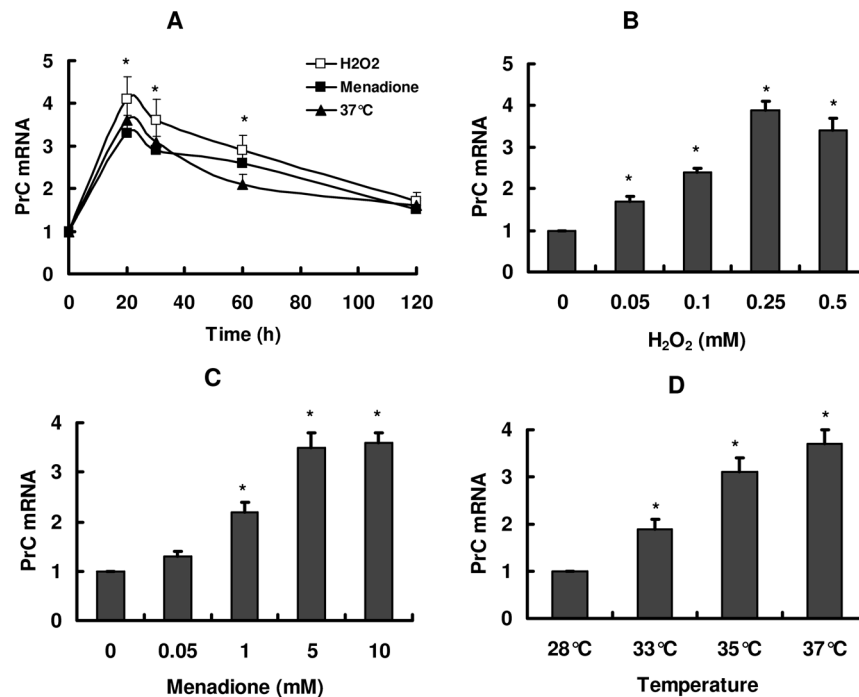 A
PrC mRNA
5
4
3
2
1
0
* * *
H2O2
Menadione
37°C
0 20 40 60 80 100 120
Time (h)
B
PrC mRNA
5
4
3
2
1
0
* * * *
0 0.05 0.1 0.25 0.5
H₂O₂ (mM)
C
PrC mRNA
4
3
2
1
0
* * *
0 0.05 1 5 10
Menadione (mM)
D
PrC mRNA
4
3
2
1
0
* * *
28°C 33°C 35°C 37°C
Temperature